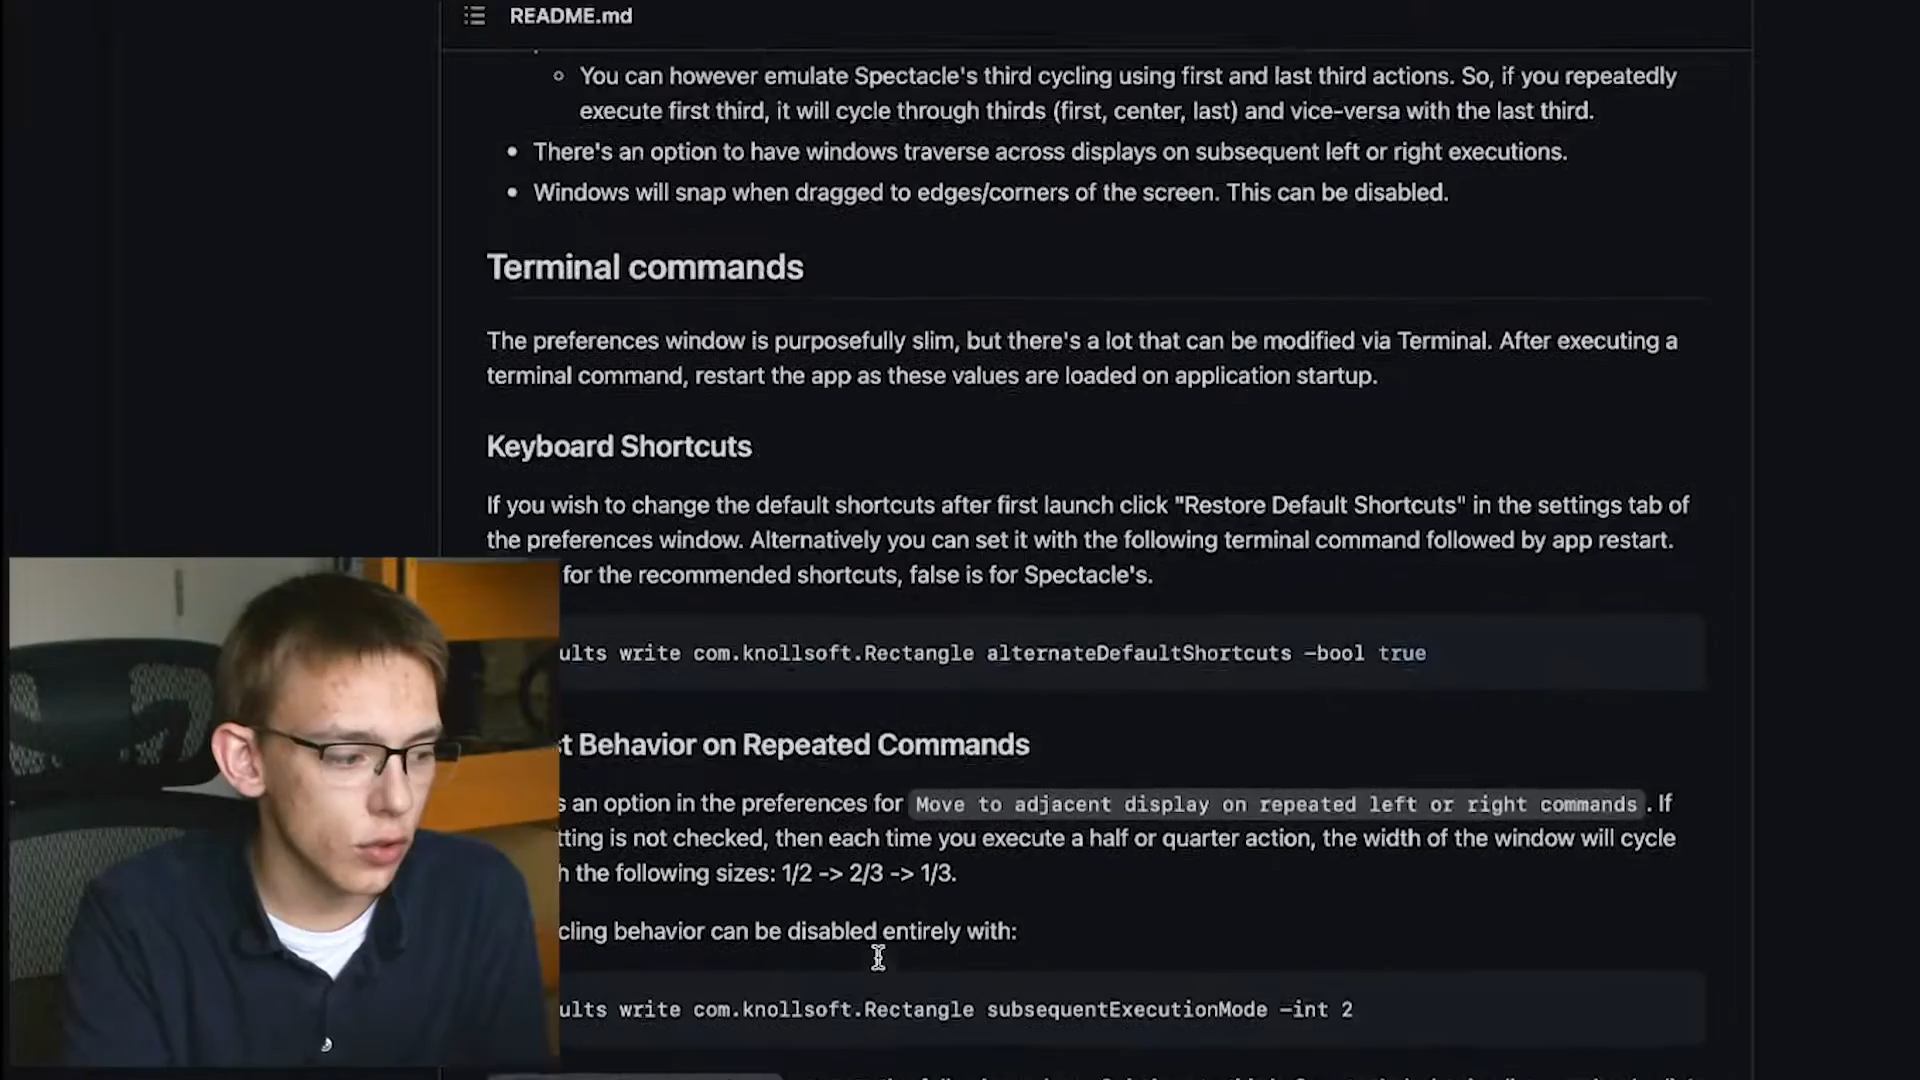 README.md
You can however emulate Spectacle's third cycling using first and last third actions. So, if you repeatedly
execute first third, it will cycle through thirds (first, center, last) and vice-versa with the last third.
There's an option to have windows traverse across displays on subsequent left or right executions.
Windows will snap when dragged to edges/corners of the screen. This can be disabled.
Terminal commands
The preferences window is purposefully slim, but there's a lot that can be modified via Terminal. After executing a
terminal command, restart the app as these values are loaded on application startup.
Keyboard Shortcuts
If you wish to change the default shortcuts after first launch click "Restore Default Shortcuts" in the settings tab of
the preferences window. Alternatively you can set it with the following terminal command followed by app restart.
for the recommended shortcuts, false is for Spectacle's.
ults write com.knollsoft.Rectangle alternateDefaultShortcuts -bool true
t Behavior on Repeated Commands
s an option in the preferences for Move to adjacent display on repeated left or right commands. If
tting is not checked, then each time you execute a half or quarter action, the width of the window will cycle
h the following sizes: 1/2 -> 2/3 -> 1/3.
cling behavior can be disabled entirely with:
ults write com.knollsoft.Rectangle subsequentExecutionMode -int 2